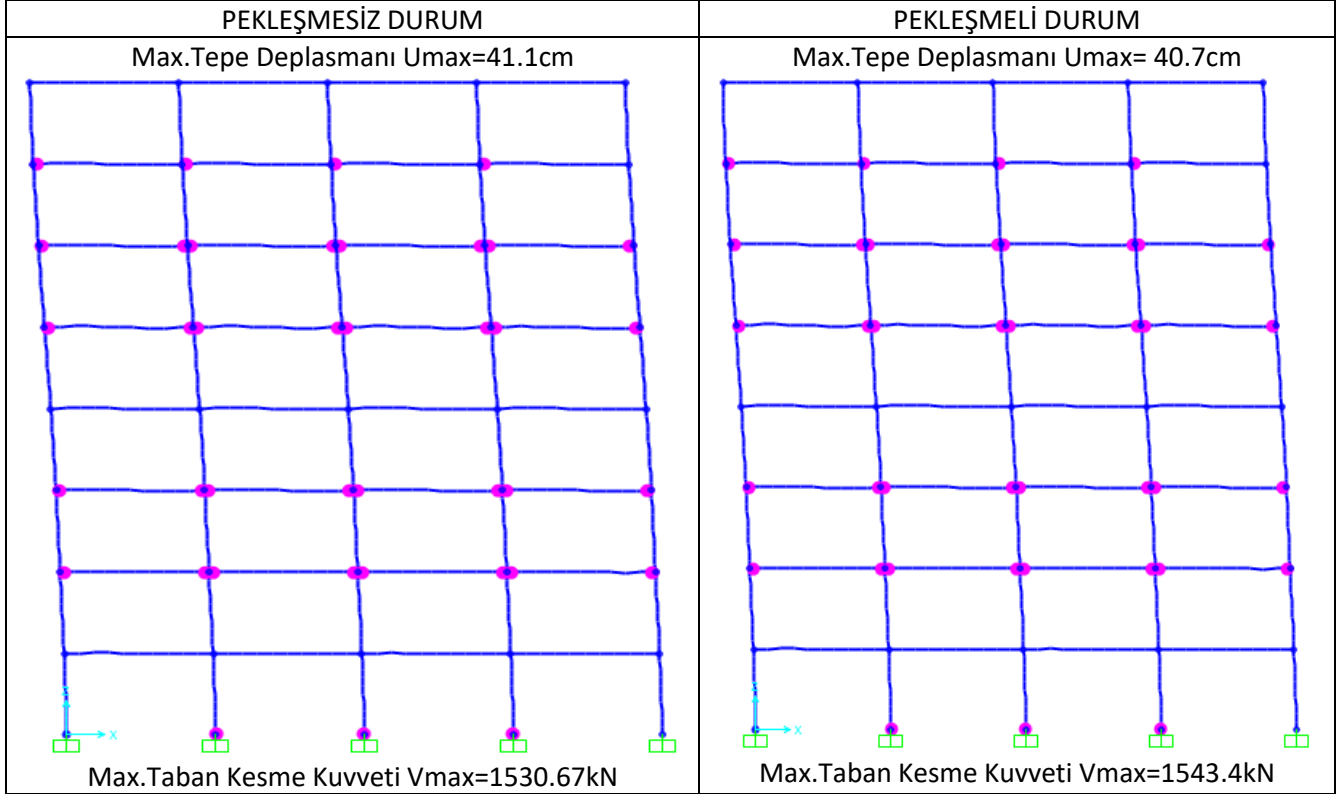 PEKLEŞMESİZ DURUM
PEKLEŞMELİ DURUM
Max.Tepe Deplasmanı Umax=41.1cm
Max.Tepe Deplasmanı Umax= 40.7cm
Z
X
Z
X
Max.Taban Kesme Kuvveti Vmax=1530.67kN
Max.Taban Kesme Kuvveti Vmax=1543.4kN